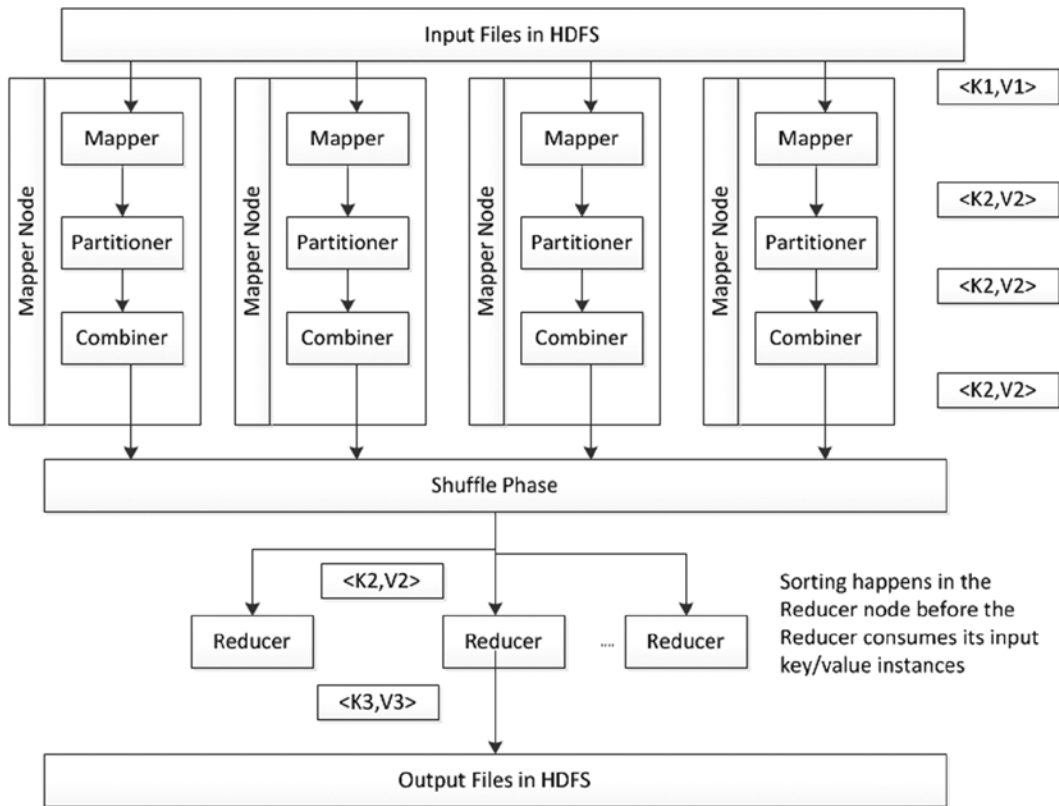 Input Files in HDFS
<K1,V1>
Mapper Node
Mapper
Partitioner
Combiner
Mapper Node
Mapper
Partitioner
Combiner
Mapper Node
Mapper
Partitioner
Combiner
Mapper Node
Mapper
Partitioner
Combiner
<K2,V2>
<K2,V2>
<K2,V2>
Shuffle Phase
<K2,V2>
Reducer
Reducer
....
Reducer
Sorting happens in the
Reducer node before the
Reducer consumes its input
key/value instances
<K3,V3>
Output Files in HDFS